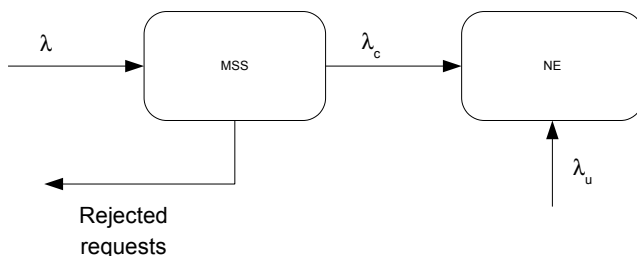 λ
MSS
λc
NE
λu
Rejected
requests